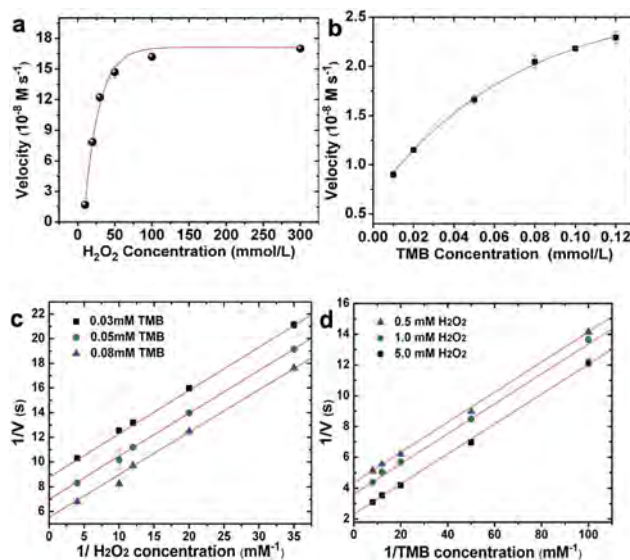 a
Velocity (10⁻⁸ M s⁻¹)
18
15
12
9
6
3
0
0 50 100 150 200 250 300
H₂O₂ Concentration (mmol/L)
b
Velocity (10⁻⁸ M s⁻¹)
2.5
2.0
1.5
1.0
0.5
0.00 0.02 0.04 0.06 0.08 0.10 0.12
TMB Concentration (mmol/L)
c
0.03mM TMB
0.05mM TMB
0.08mM TMB
1/V (s)
22
20
18
16
14
12
10
8
6
0 5 10 15 20 25 30 35
1/ H₂O₂ concentration (mM⁻¹)
d
0.5 mM H₂O₂
1.0 mM H₂O₂
5.0 mM H₂O₂
1/V (s)
16
14
12
10
8
6
4
2
0 20 40 60 80 100
1/TMB concentration (mM⁻¹)